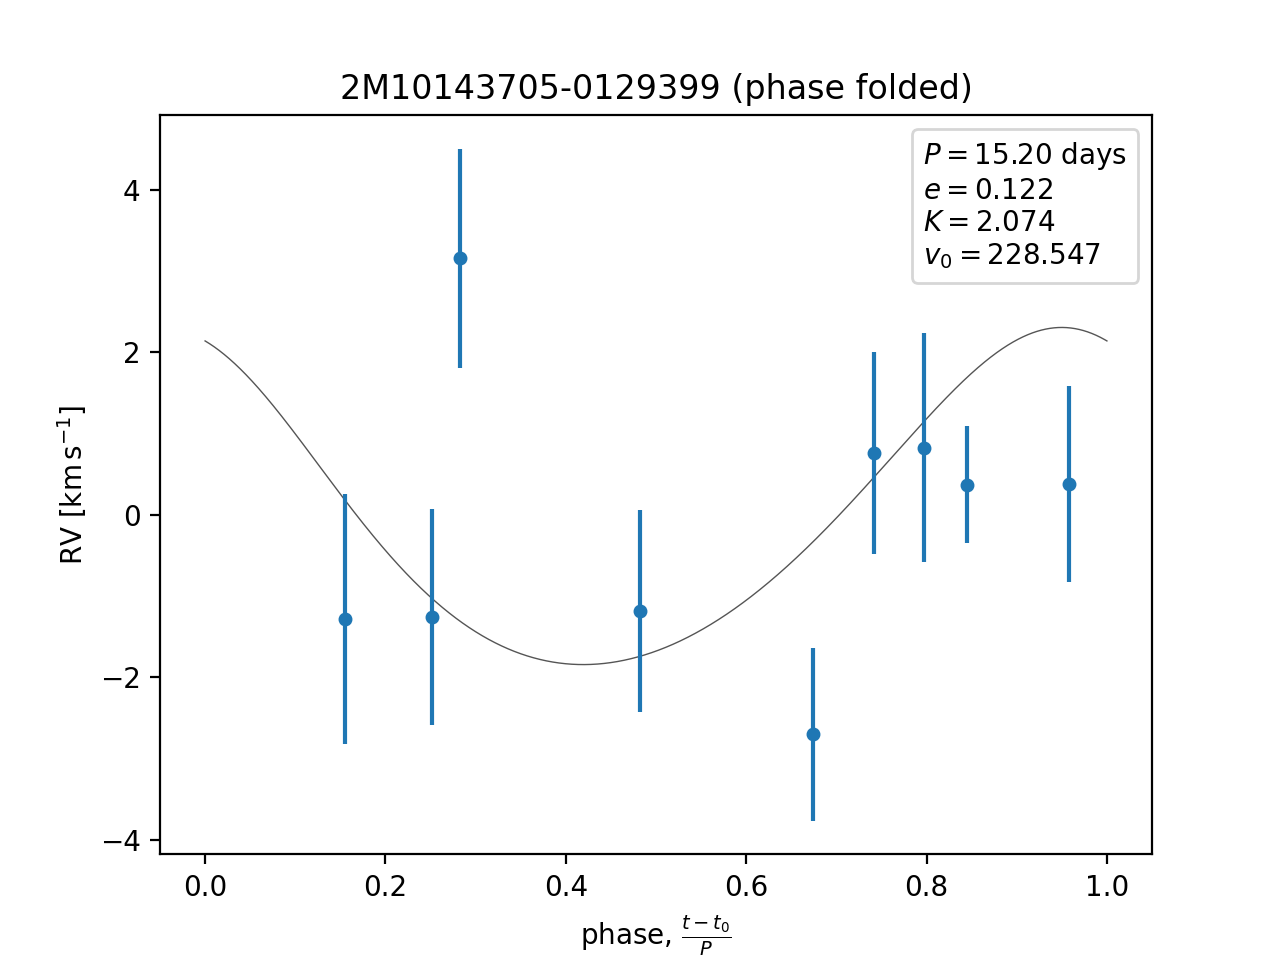 2M10143705-0129399 (phase folded)
P = 15.20 days
e = 0.122
K = 2.074
v₀ = 228.547
RV [km s⁻¹]
4
2
0
−2
−4
0.0 0.2 0.4 0.6 0.8 1.0
phase, (t − t₀)/P